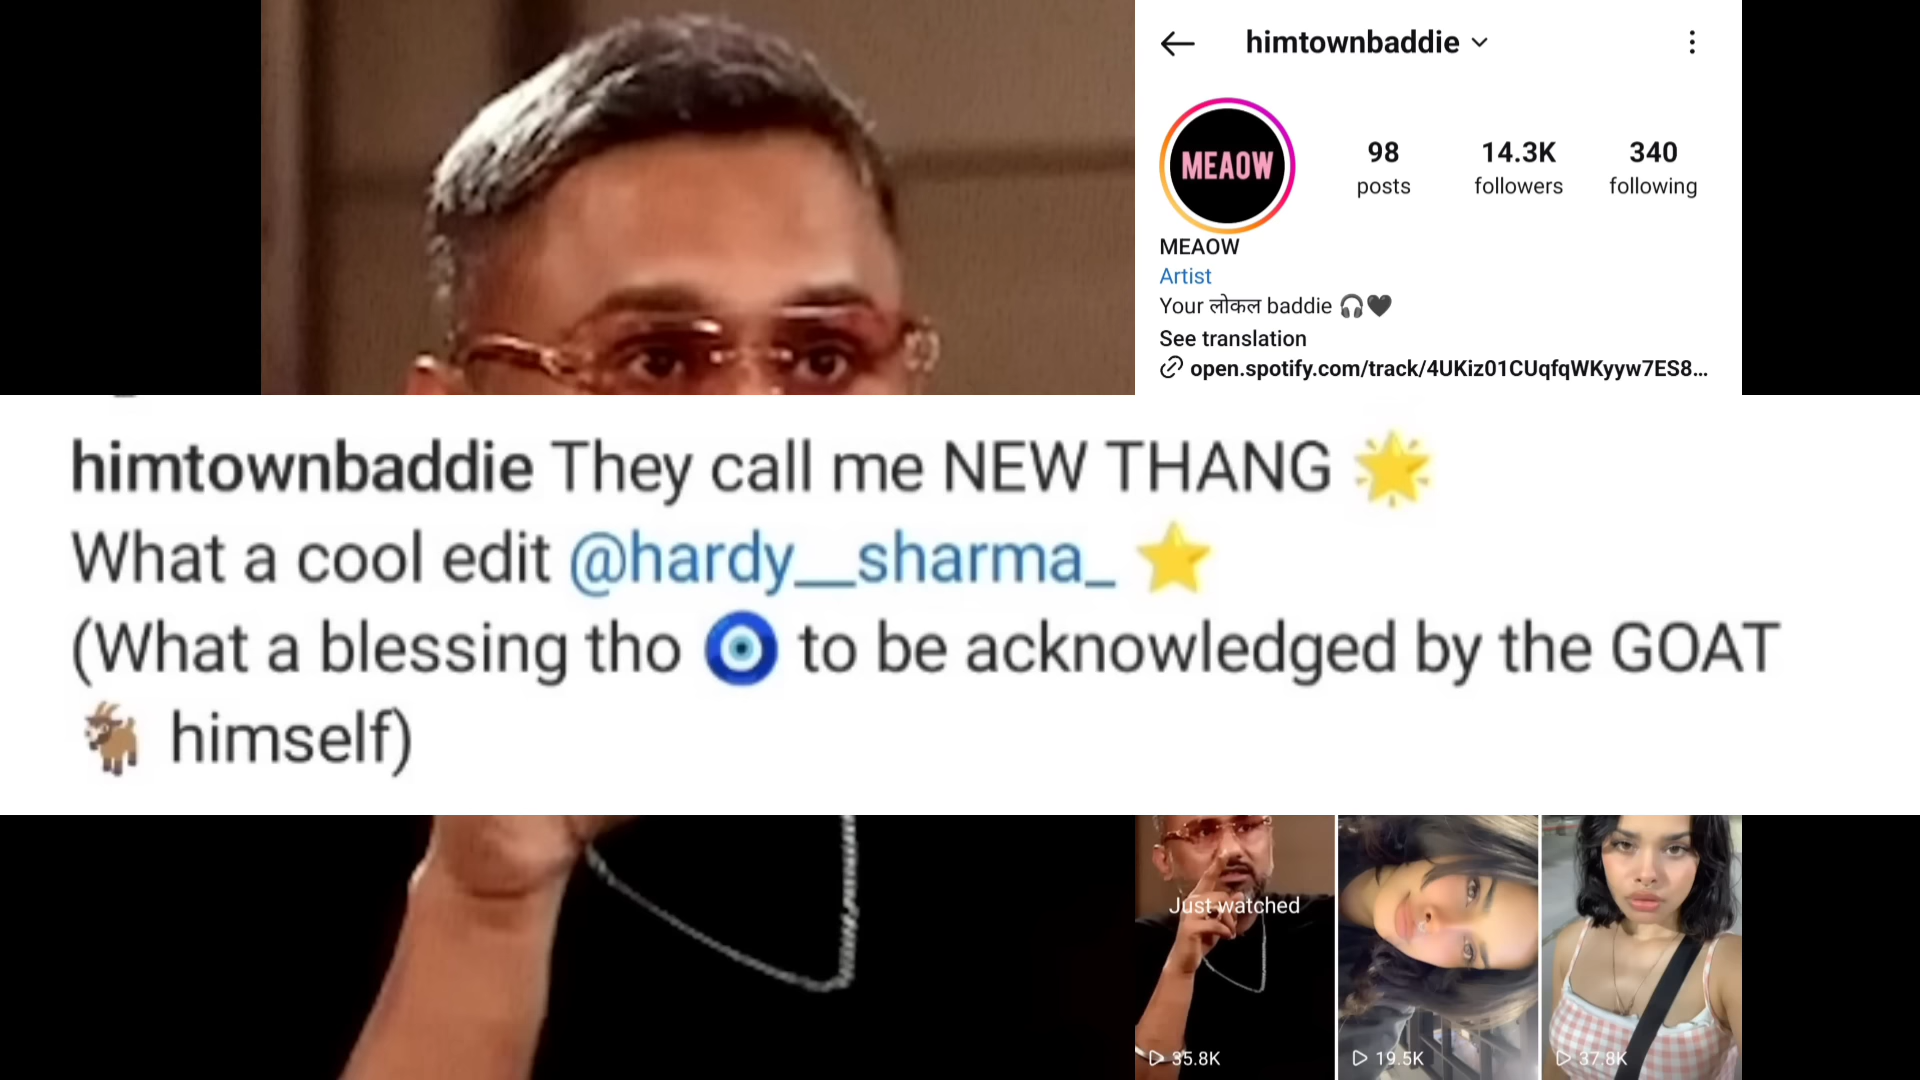 himtownbaddie
MEAOW
98
posts
14.3K
followers
340
following
MEAOW
Artist
Your लोकल baddie 🎧🖤
See translation
open.spotify.com/track/4UKiz01CUqfqWKyyw7ES8...
himtownbaddie They call me NEW THANG 🌟
What a cool edit @hardy__sharma_ ⭐
(What a blessing tho 🧿 to be acknowledged by the GOAT
🐐 himself)
Just watched
35.8K
19.5K
37.8K